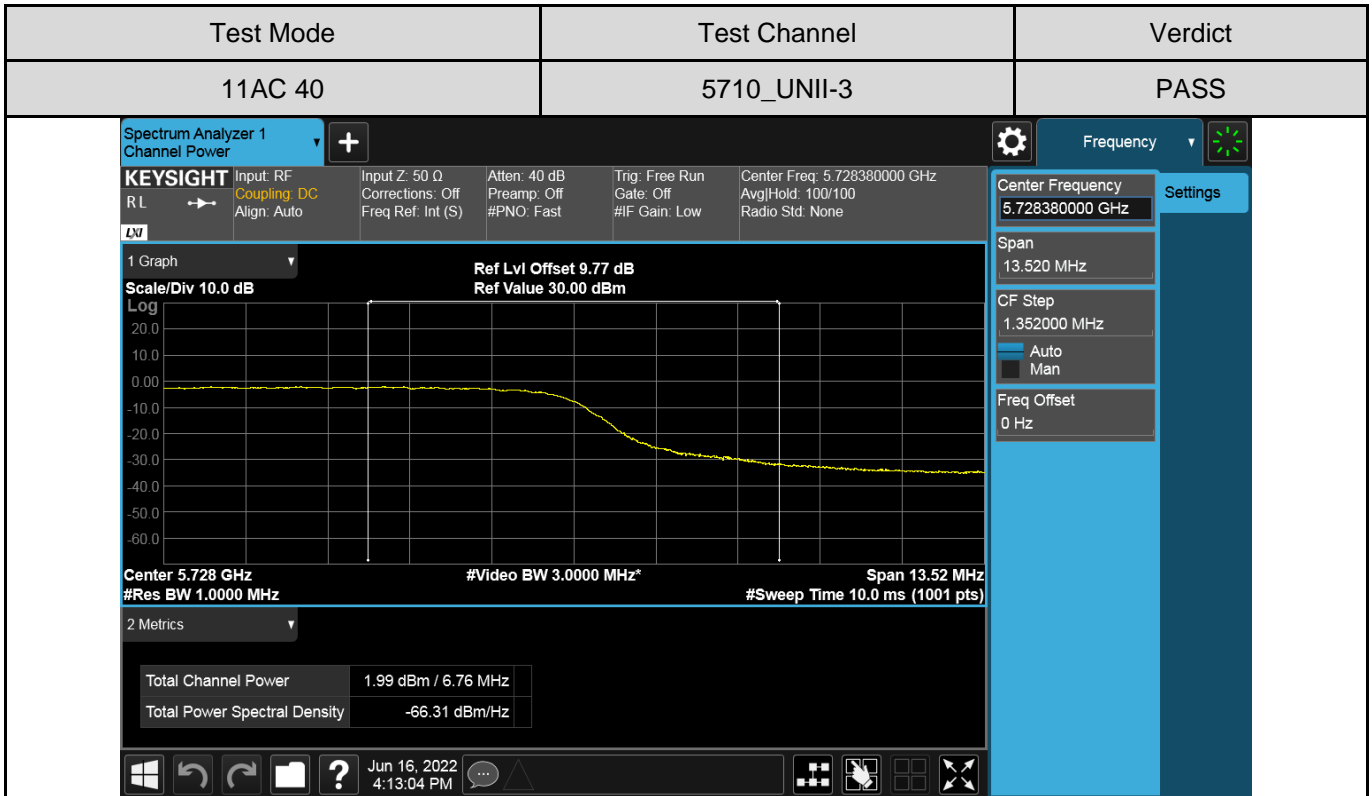 Test Mode Test Channel Verdict
11AC 40 5710_UNII-3 PASS
Spectrum Analyzer 1
Channel Power
▼
+
Frequency ▼
KEYSIGHT
R L
LXI
Input: RF
Coupling: DC
Align: Auto
Input Z: 50 Ω
Corrections: Off
Freq Ref: Int (S)
Atten: 40 dB
Preamp: Off
#PNO: Fast
Trig: Free Run
Gate: Off
#IF Gain: Low
Center Freq: 5.728380000 GHz
Avg|Hold: 100/100
Radio Std: None
Center Frequency
5.728380000 GHz
Settings
Span
13.520 MHz
CF Step
1.352000 MHz
Auto
Man
Freq Offset
0 Hz
1 Graph ▼
Scale/Div 10.0 dB
Ref Lvl Offset 9.77 dB
Ref Value 30.00 dBm
Log
20.0
10.0
0.00
-10.0
-20.0
-30.0
-40.0
-50.0
-60.0
Center 5.728 GHz #Video BW 3.0000 MHz* Span 13.52 MHz
#Res BW 1.0000 MHz #Sweep Time 10.0 ms (1001 pts)
2 Metrics ▼
Total Channel Power 1.99 dBm / 6.76 MHz
Total Power Spectral Density -66.31 dBm/Hz
?
Jun 16, 2022
4:13:04 PM